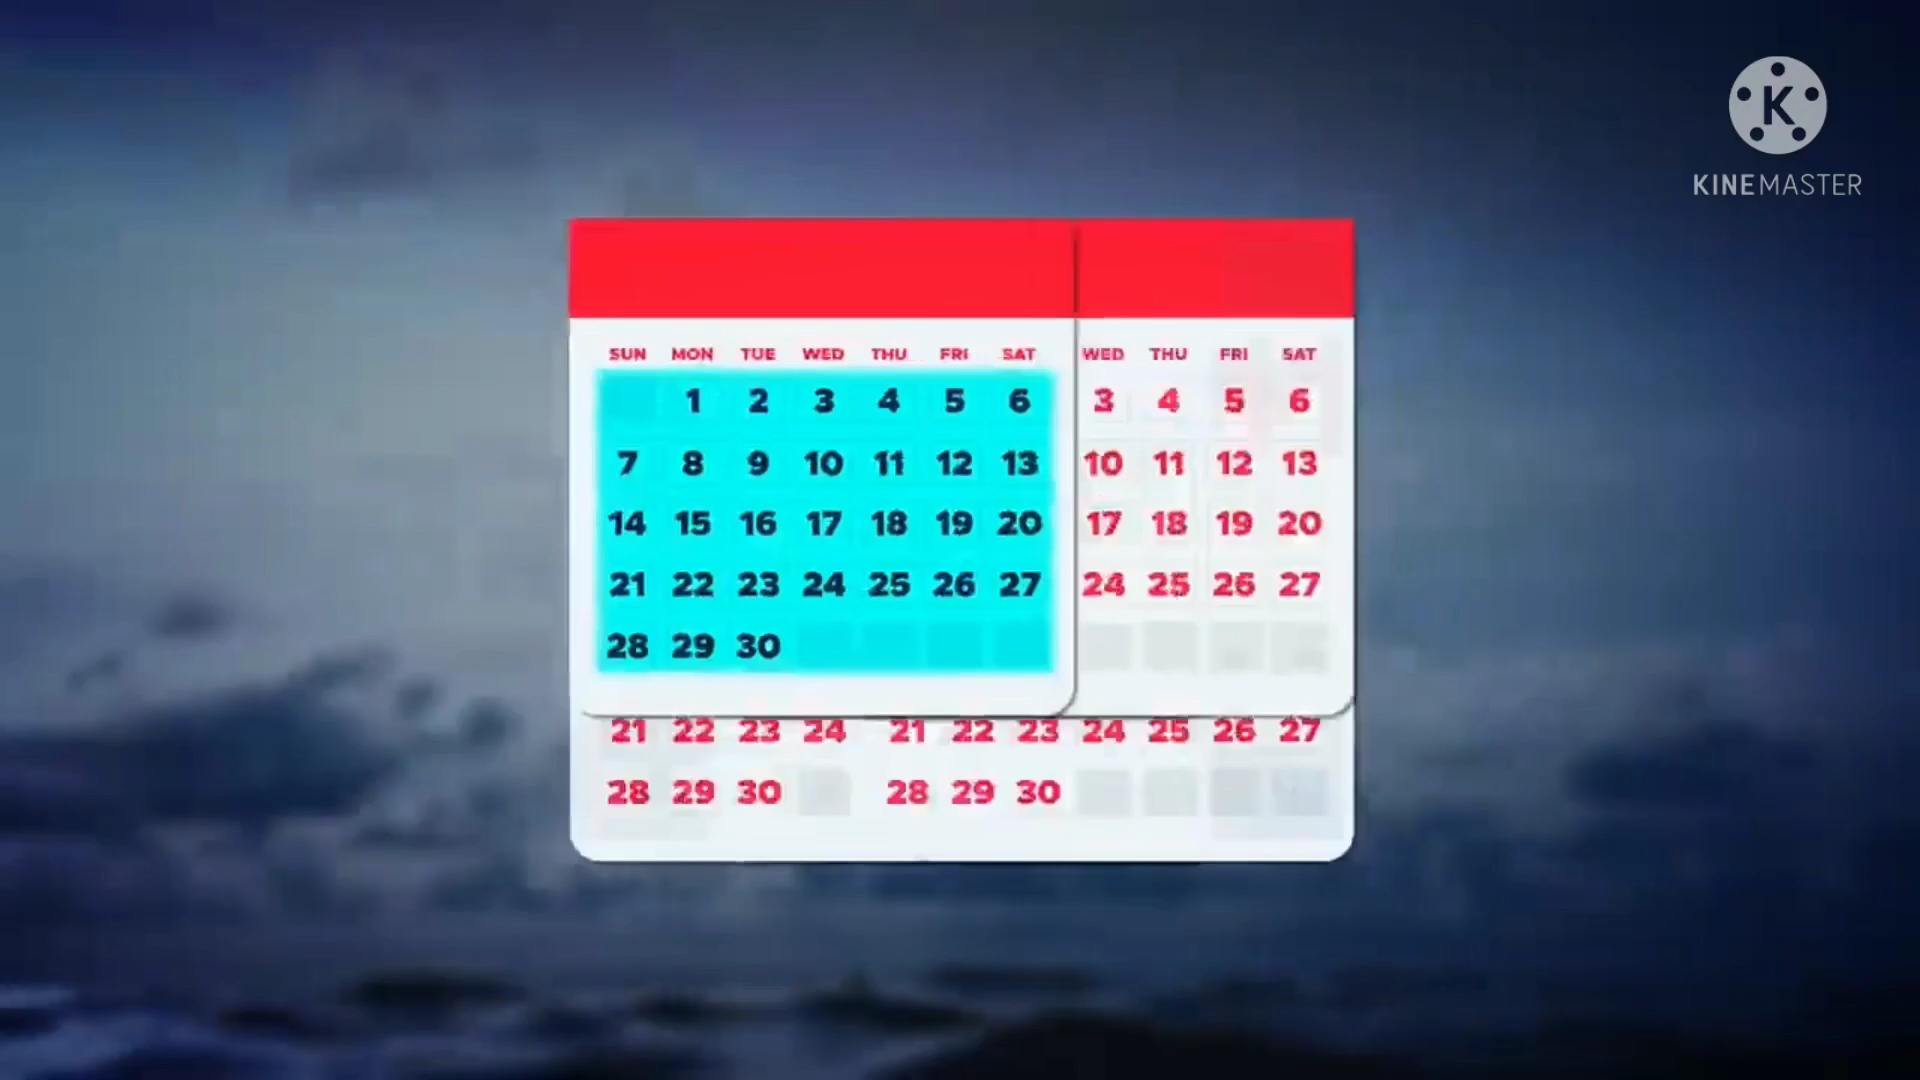 KINEMASTER
SUN MON TUE WED THU FRI SAT WED THU FRI SAT
1 2 3 4 5 6 3 4 5 6
7 8 9 10 11 12 13 10 11 12 13
14 15 16 17 18 19 20 17 18 19 20
21 22 23 24 25 26 27 24 25 26 27
28 29 30
21 22 23 24 21 22 23 24 25 26 27
28 29 30 28 29 30